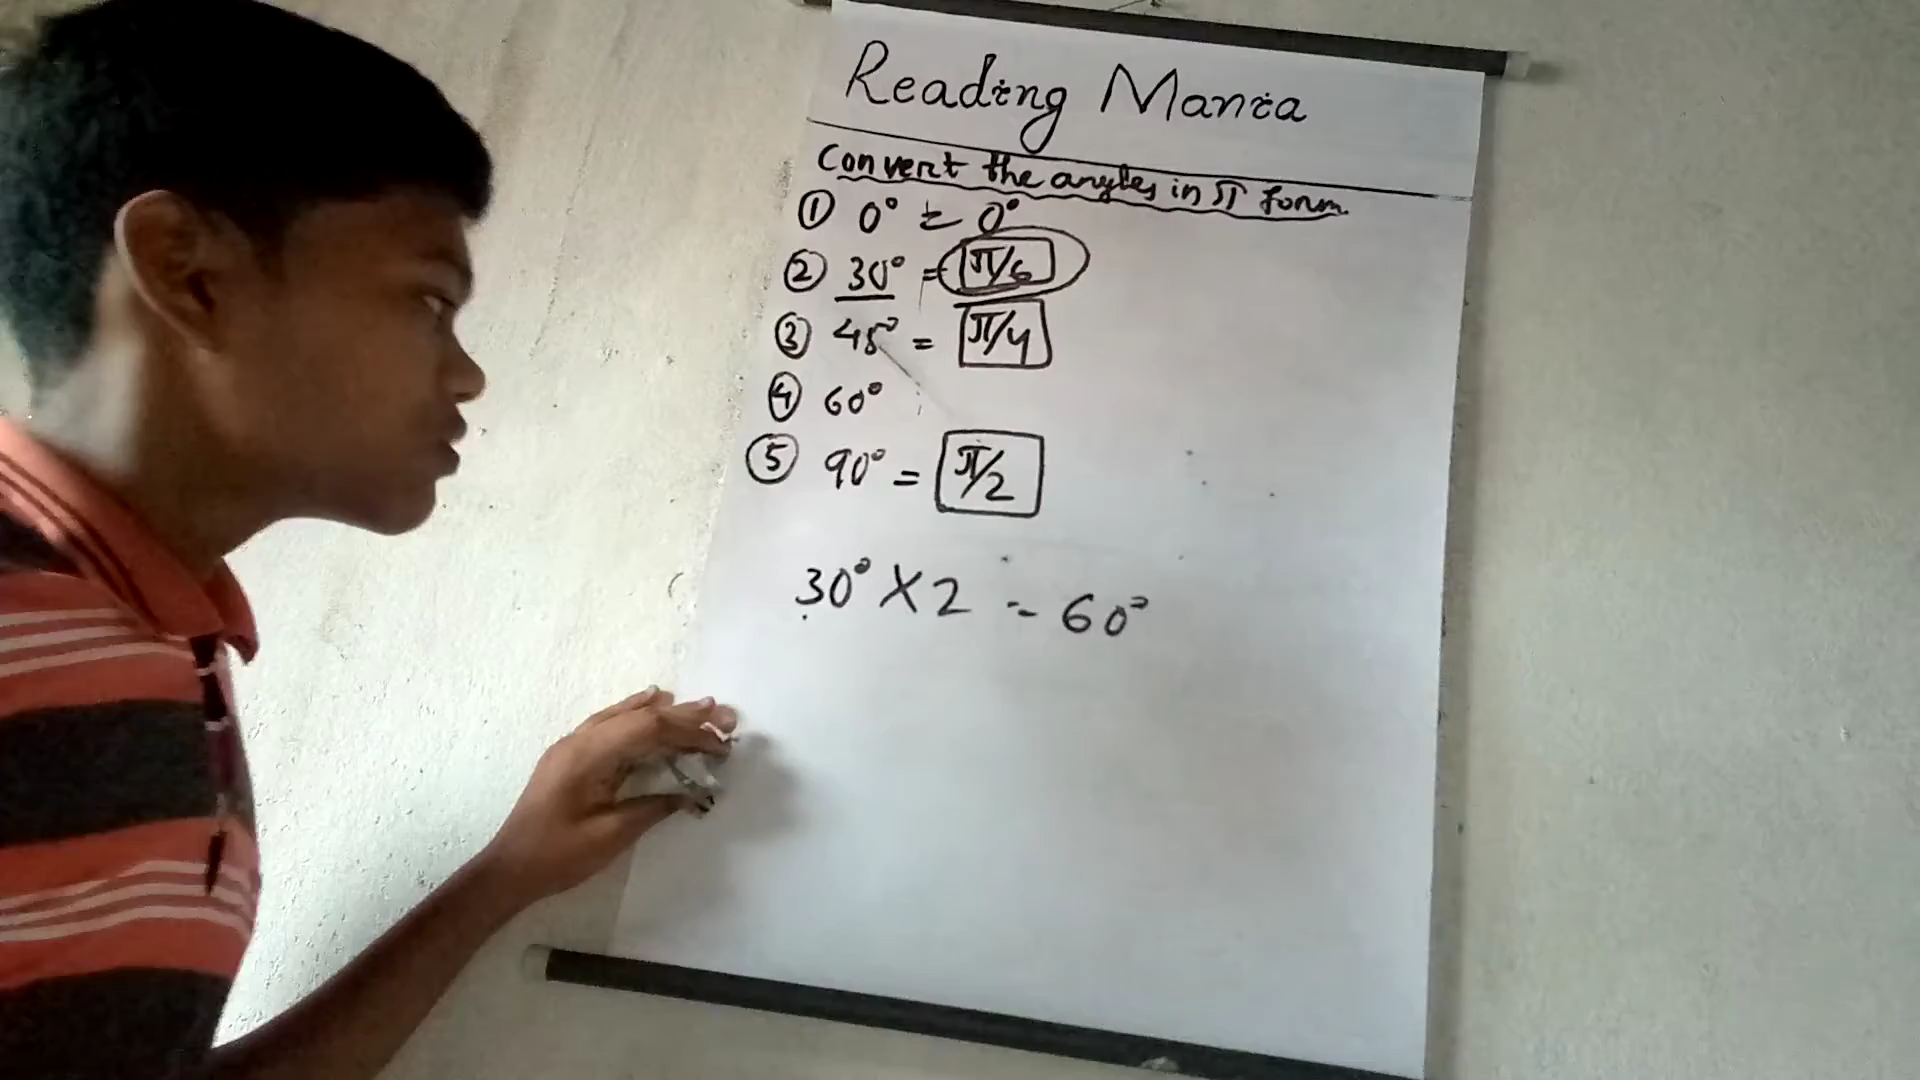 Reading Mania
Convert the angles in π form
① 0° = 0°
② 30° = π/6
③ 45° = π/4
④ 60°
⑤ 90° = π/2
30° × 2 = 60°